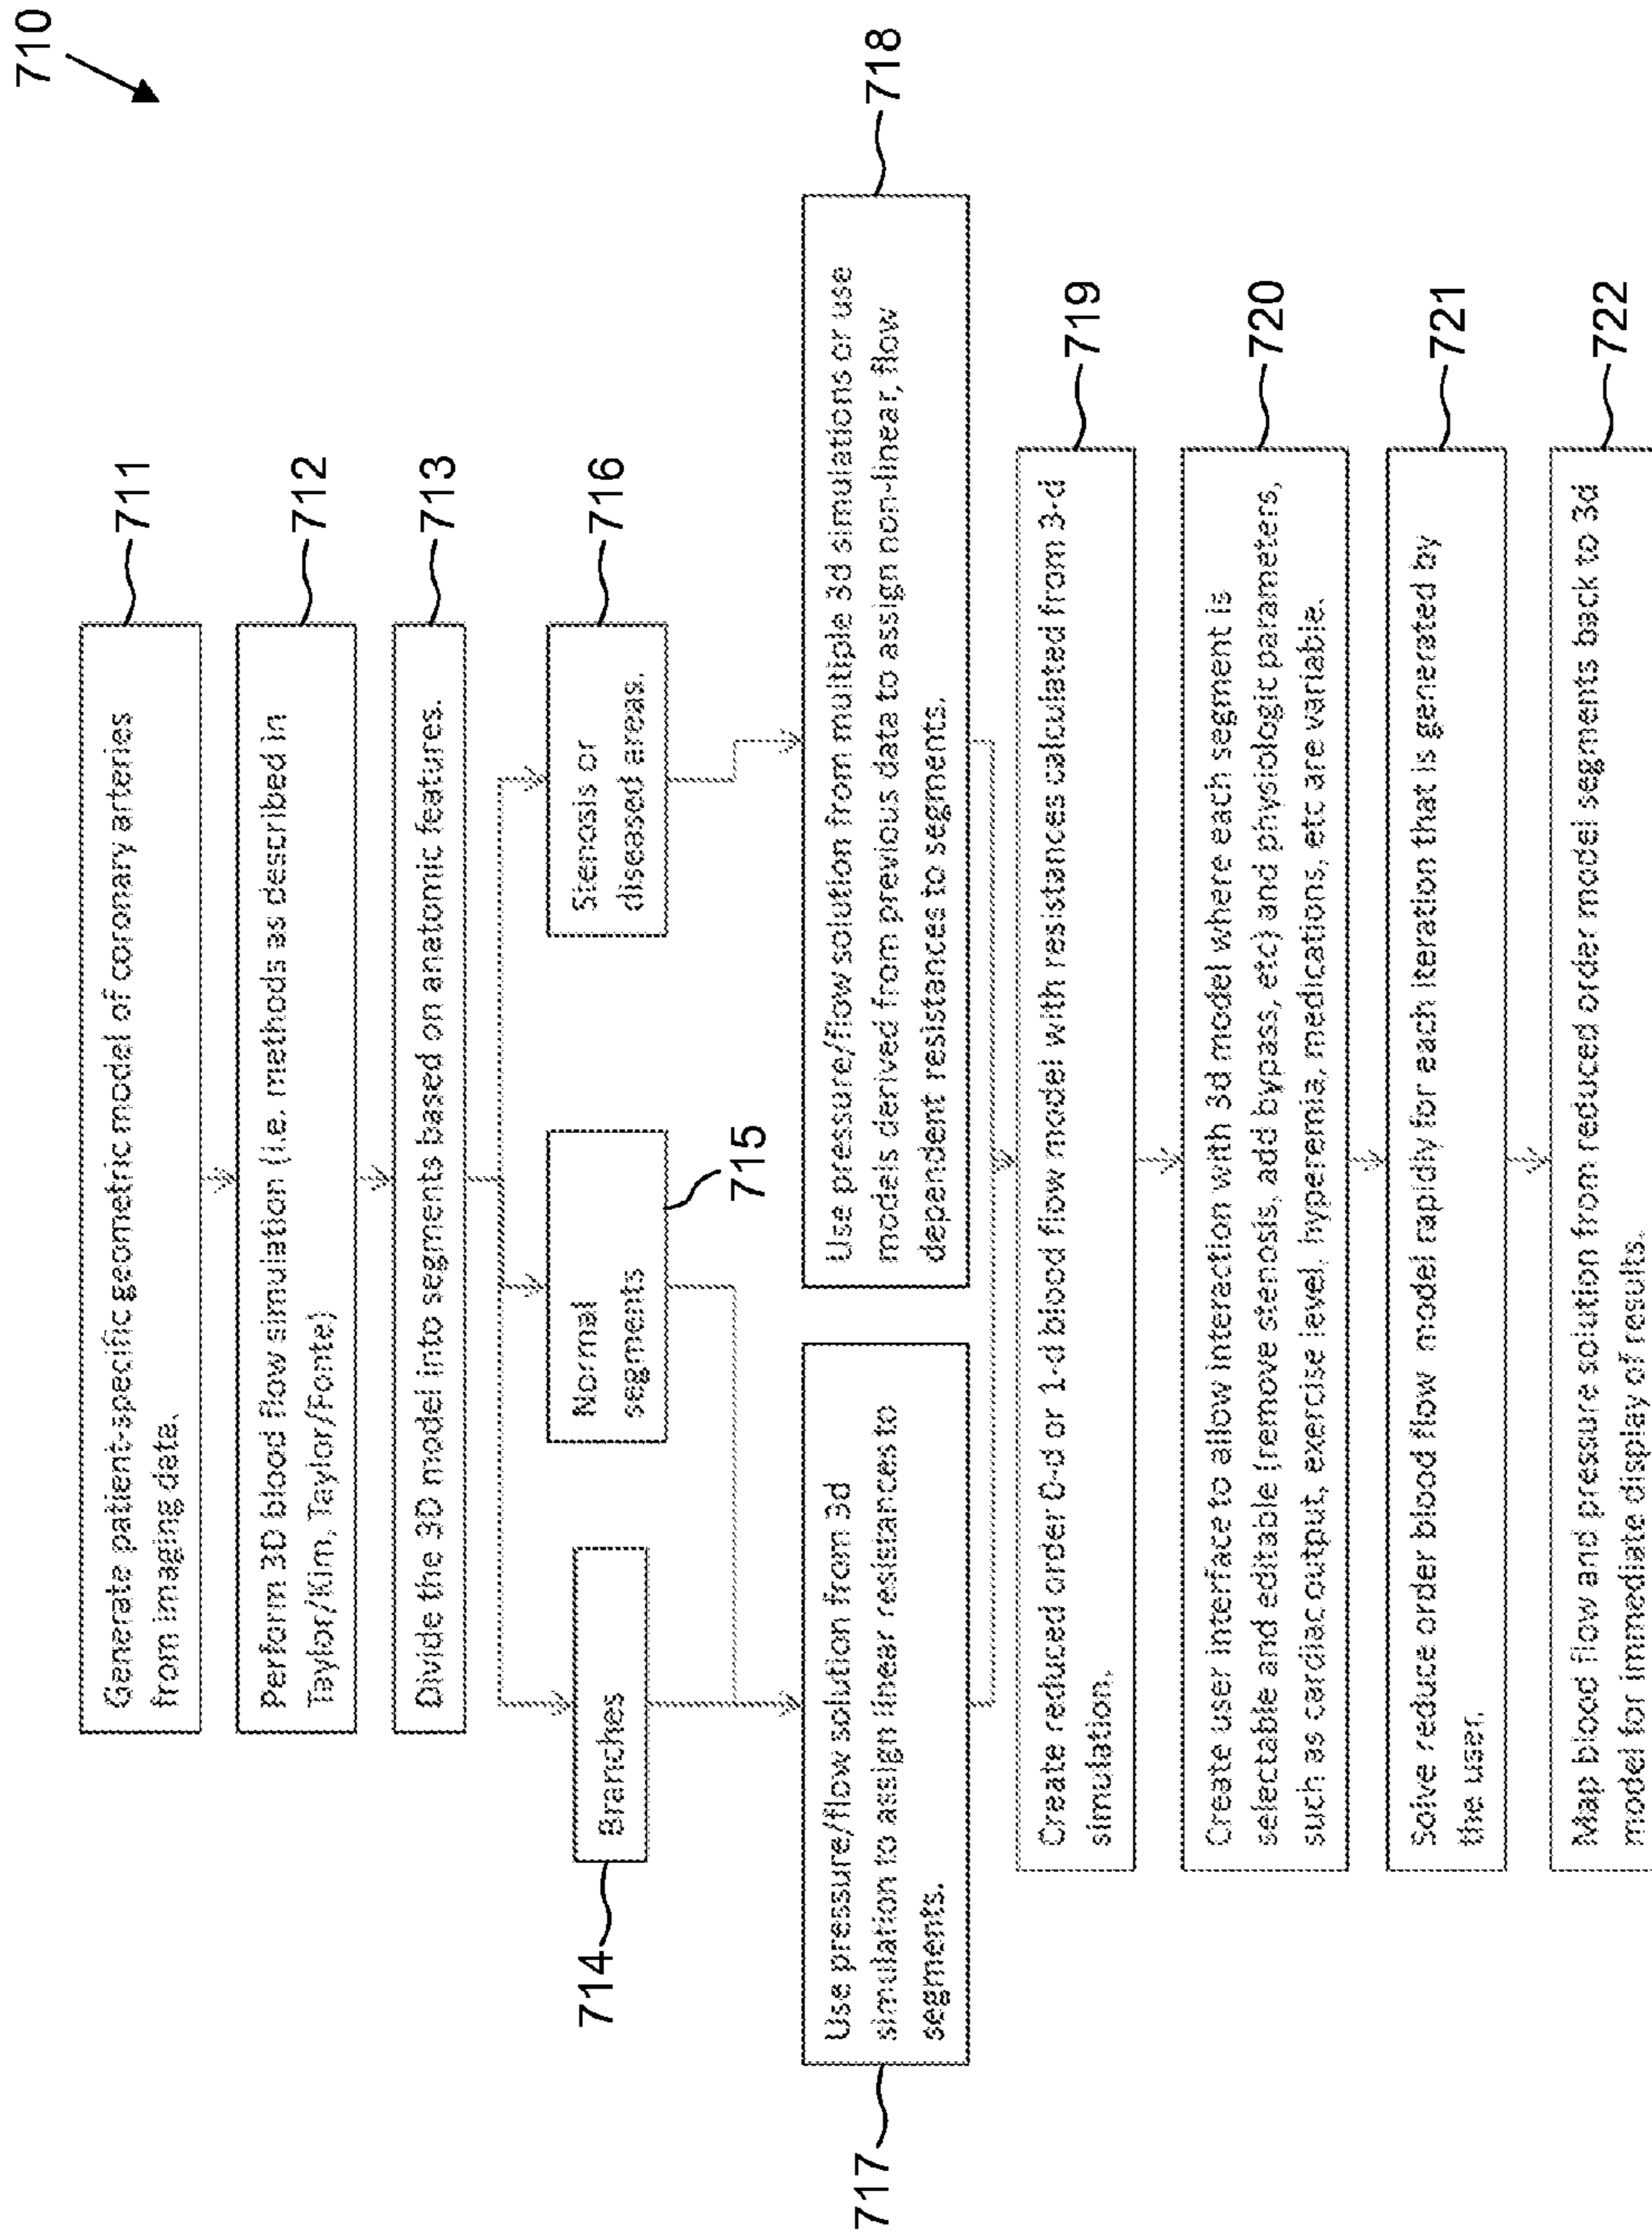 710
Generate patient-specific geometric model of coronary arteries
from imaging data.
711
Perform 3D blood flow simulation (i.e. methods as described in
Taylor/Kim, Taylor/Fonte)
712
Divide the 3D model into segments based on anatomic features.
713
Branches
714
Normal
segments
715
Stenosis or
diseased areas.
716
Use pressure/flow solution from 3d
simulation to assign linear resistances to
segments.
717
Use pressure/flow solution from multiple 3d simulations or use
models derived from previous data to assign non-linear, flow
dependent resistances to segments.
718
Create reduced order 0-d or 1-d blood flow model with resistances calculated from 3-d
simulation.
719
Create user interface to allow interaction with 3d model where each segment is
selectable and editable (remove stenosis, add bypass, etc) and physiologic parameters,
such as cardiac output, exercise level, hyperemia, medications, etc are variable.
720
Solve reduce order blood flow model rapidly for each iteration that is generated by
the user.
721
Map blood flow and pressure solution from reduced order model segments back to 3d
model for immediate display of results.
722